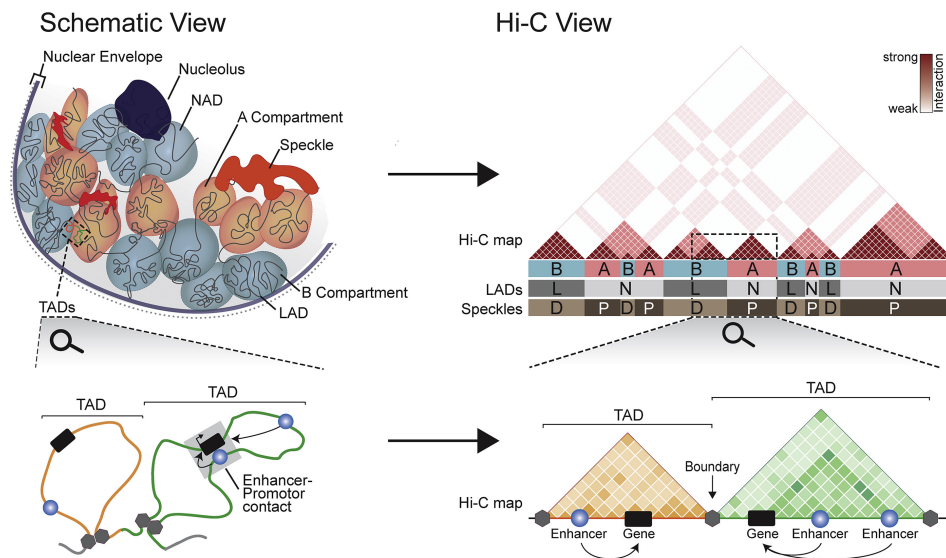 Schematic View
Hi-C View
Nuclear Envelope
Nucleolus
NAD
A Compartment
Speckle
B Compartment
LAD
TADs
strong
weak
Interaction
Hi-C map
B A B A B A B A B A
LADs L N L N L N L N
Speckles D P D P D P D P D P
TAD TAD
Enhancer-
Promotor
contact
TAD
TAD
Boundary
Hi-C map
Enhancer Gene Gene Enhancer Enhancer